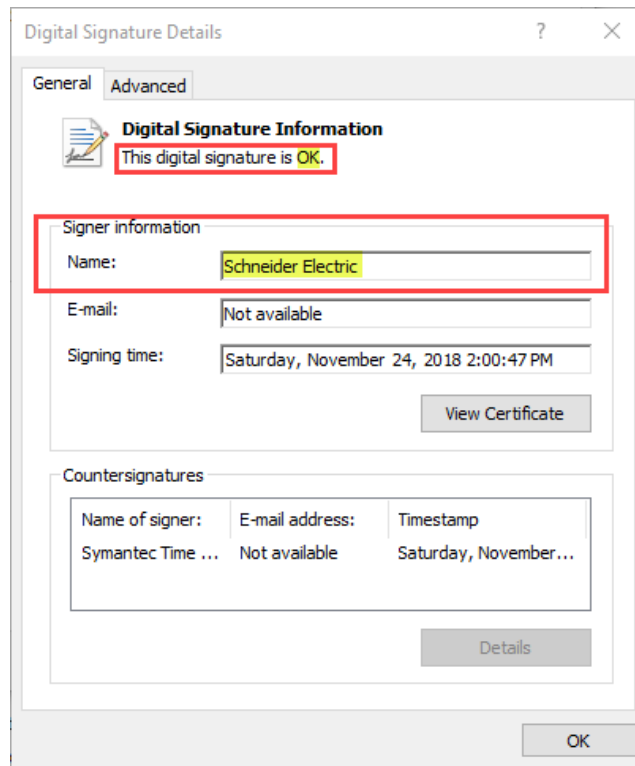 Digital Signature Details ?
General Advanced
Digital Signature Information
This digital signature is OK.
Signer information
Name: Schneider Electric
E-mail: Not available
Signing time: Saturday, November 24, 2018 2:00:47 PM
View Certificate
Countersignatures
Name of signer: E-mail address: Timestamp
Symantec Time ... Not available Saturday, November...
Details
OK